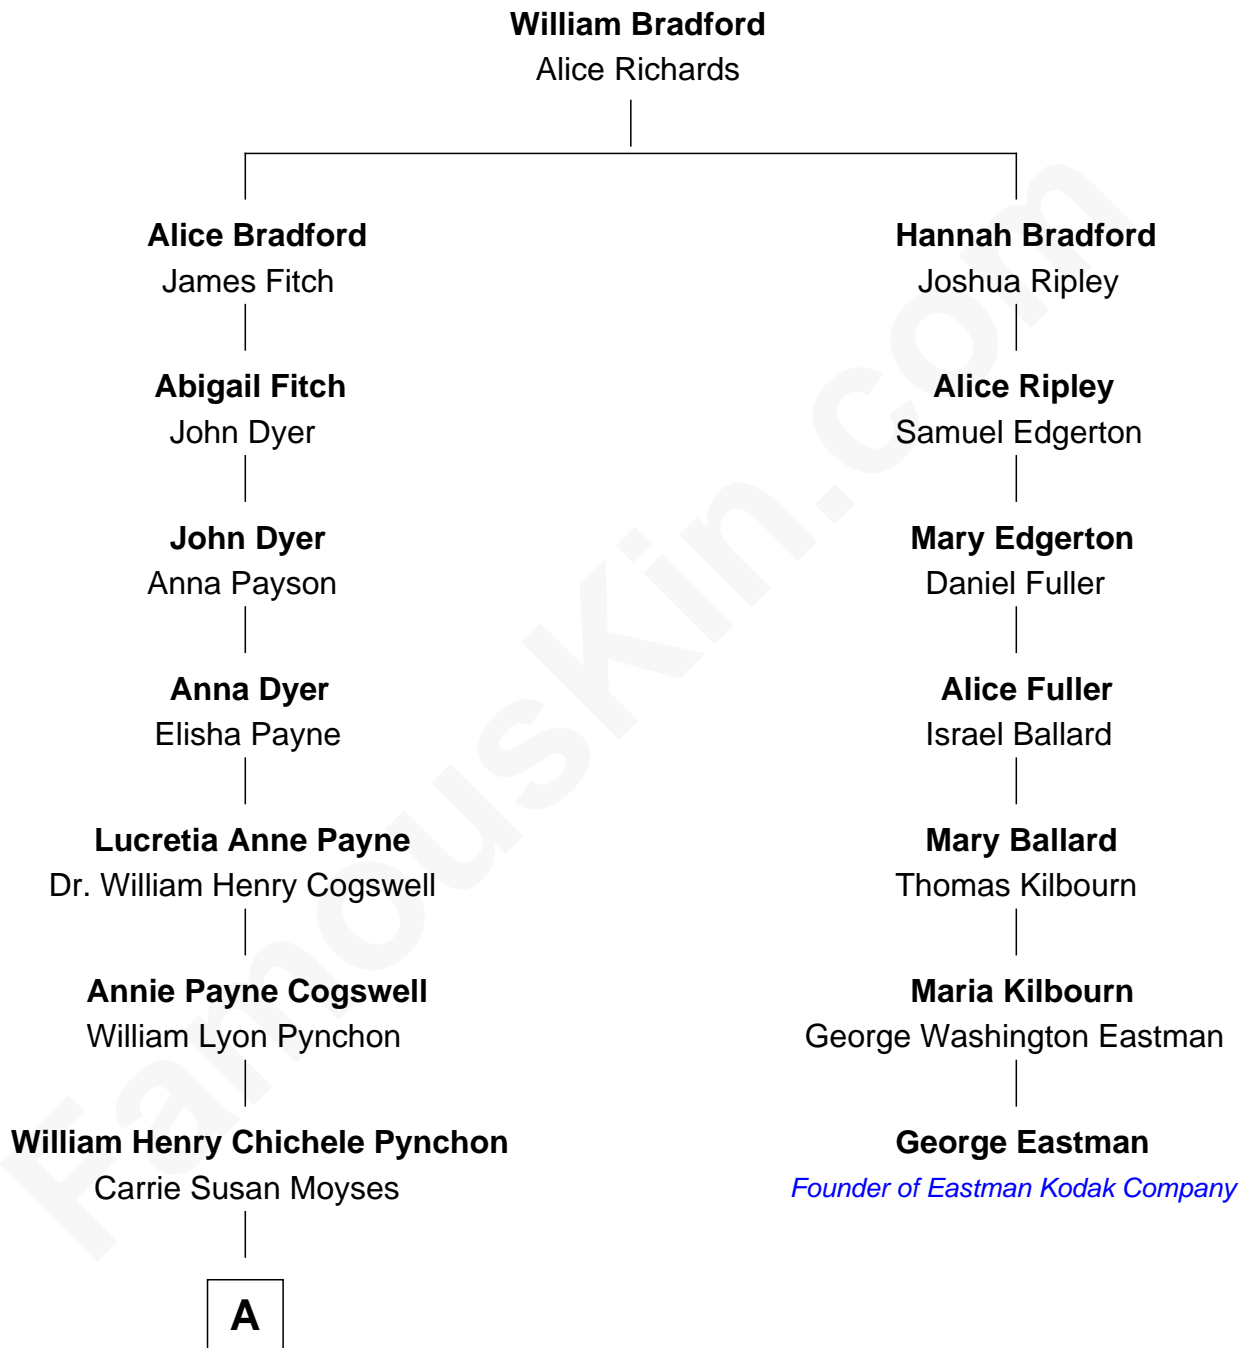 William Bradford
Alice Richards
Alice Bradford
James Fitch
Hannah Bradford
Joshua Ripley
Abigail Fitch
John Dyer
Alice Ripley
Samuel Edgerton
John Dyer
Anna Payson
Mary Edgerton
Daniel Fuller
Anna Dyer
Elisha Payne
Alice Fuller
Israel Ballard
Lucretia Anne Payne
Dr. William Henry Cogswell
Mary Ballard
Thomas Kilbourn
Annie Payne Cogswell
William Lyon Pynchon
Maria Kilbourn
George Washington Eastman
William Henry Chichele Pynchon
Carrie Susan Moyses
George Eastman
Founder of Eastman Kodak Company
A
FamousKin.com